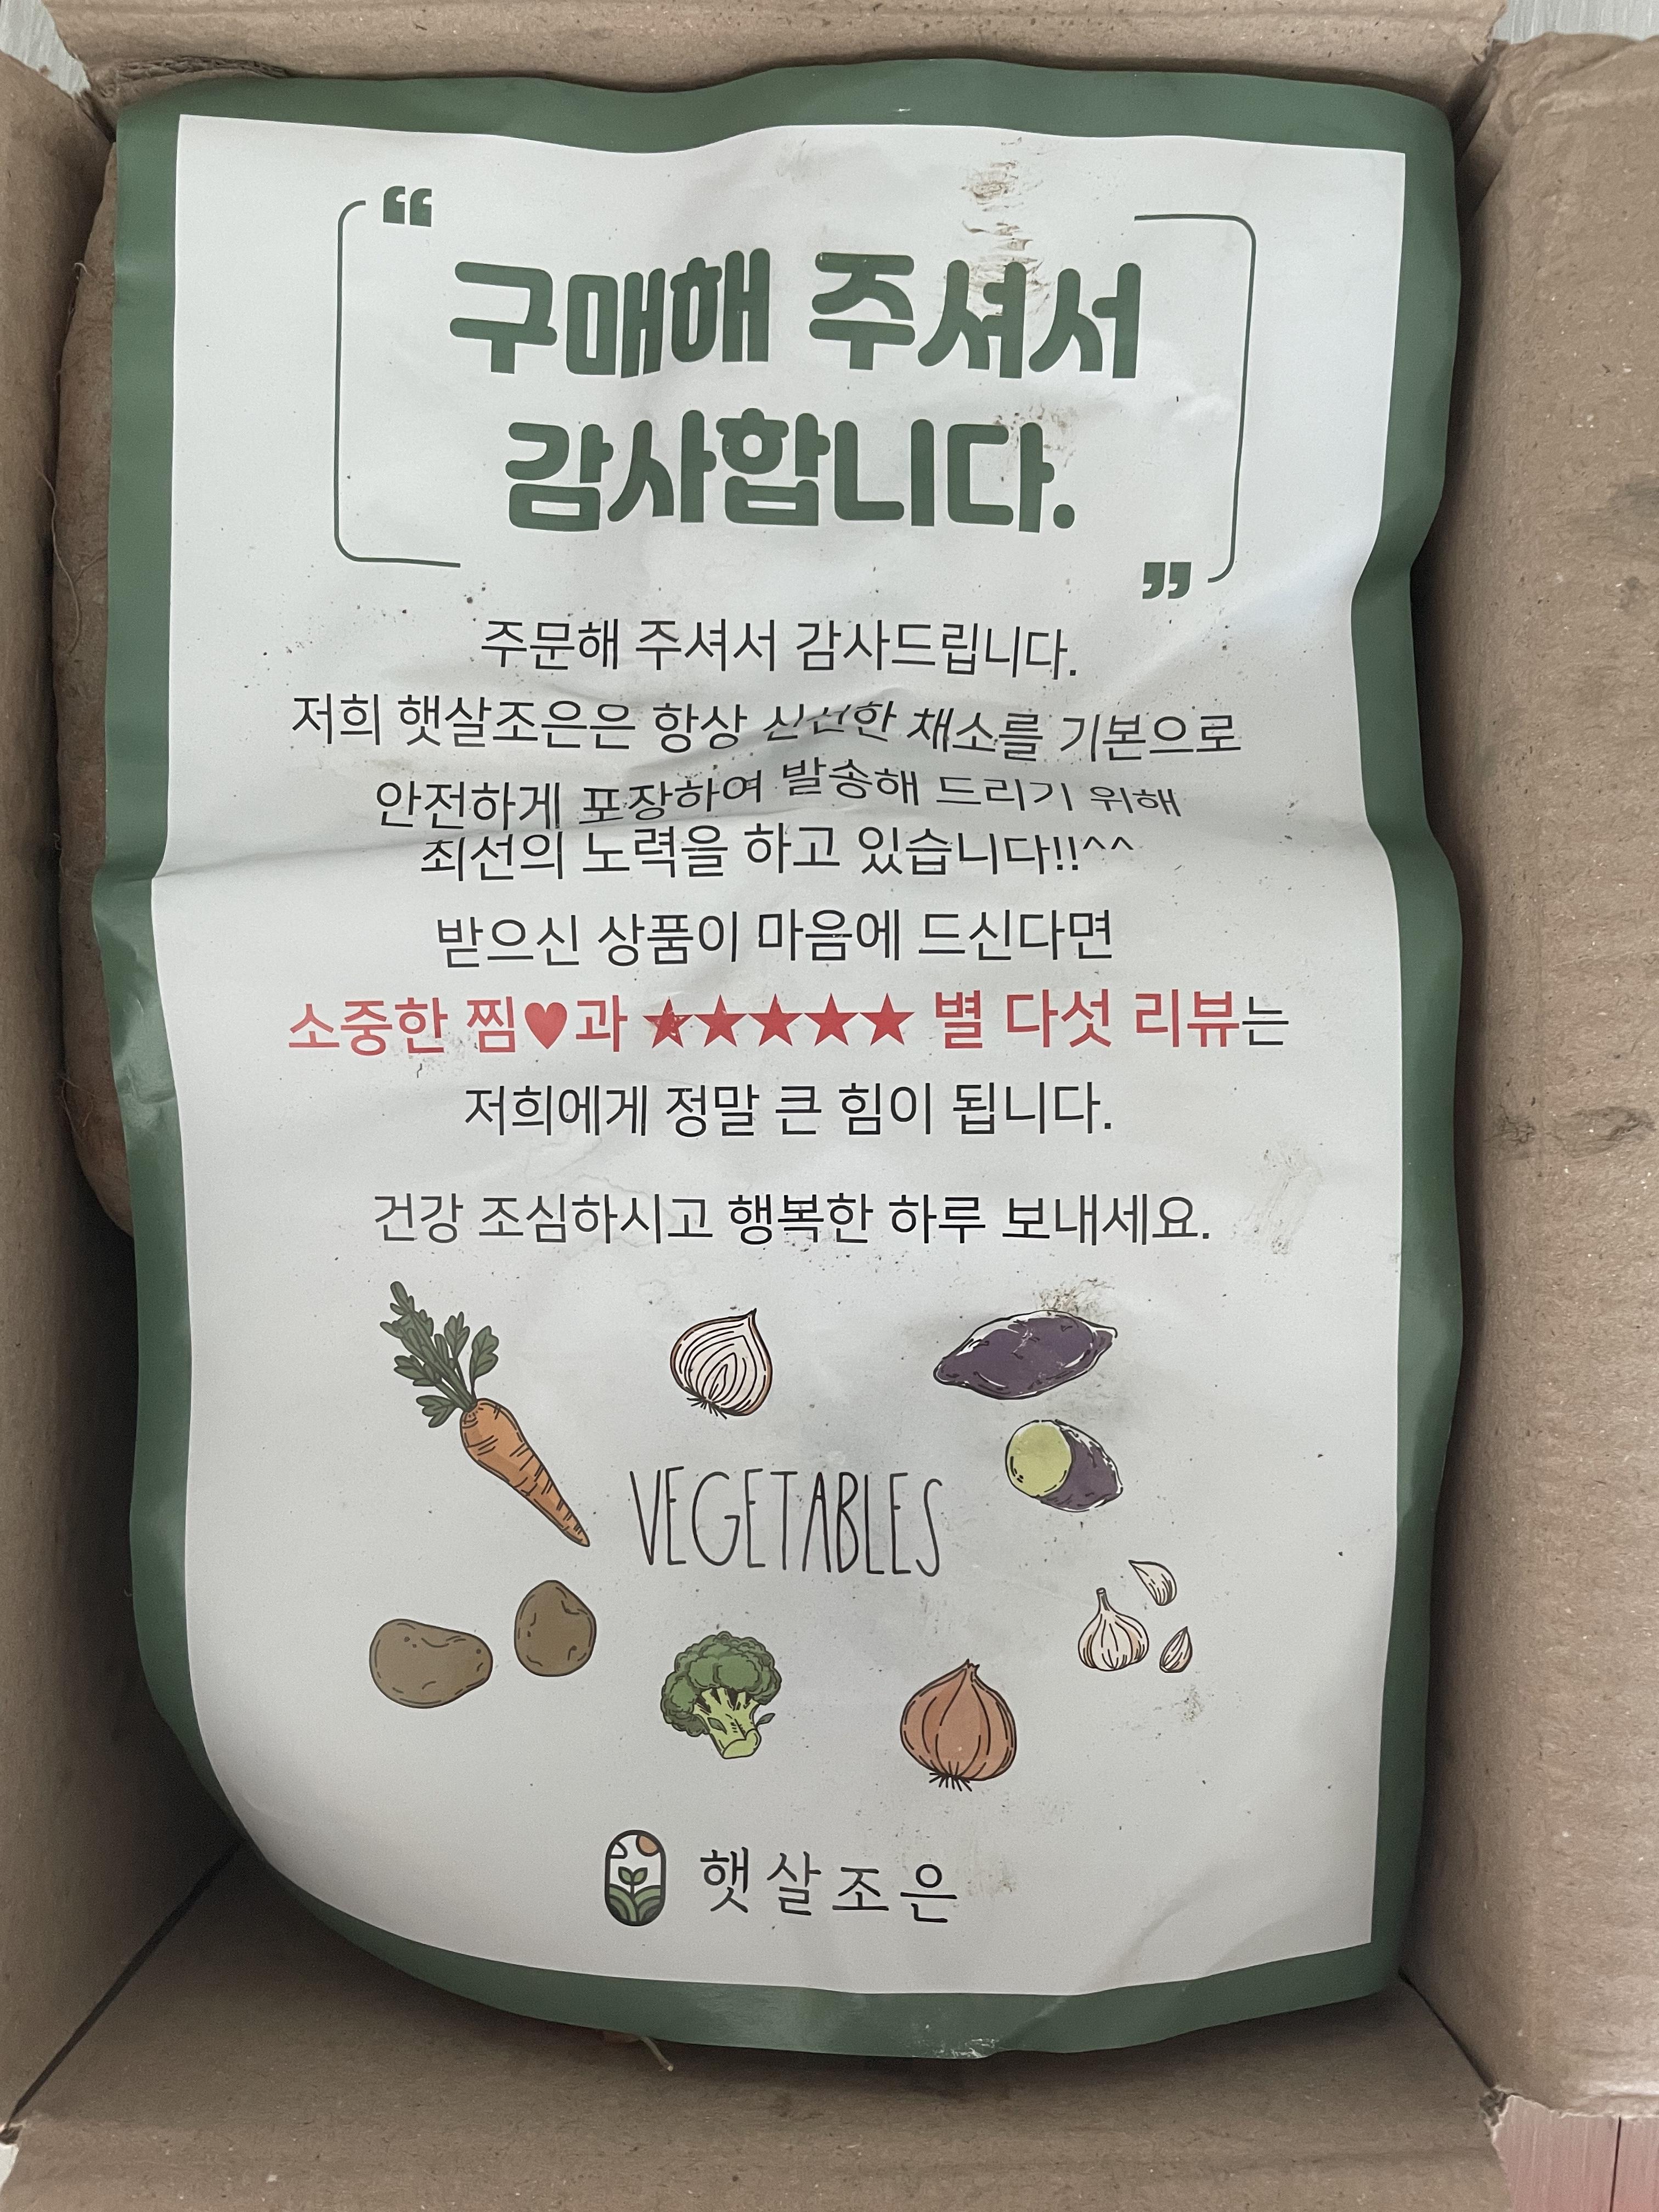 “
구매해 주셔서
감사합니다.
”
주문해 주셔서 감사드립니다.
저희 햇살조은은 항상 신선한 채소를 기본으로
안전하게 포장하여 발송해 드리기 위해
최선의 노력을 하고 있습니다!!^^
받으신 상품이 마음에 드신다면
소중한 찜♥과 ★★★★★ 별 다섯 리뷰는
저희에게 정말 큰 힘이 됩니다.
건강 조심하시고 행복한 하루 보내세요.
VEGETABLES
햇살조은